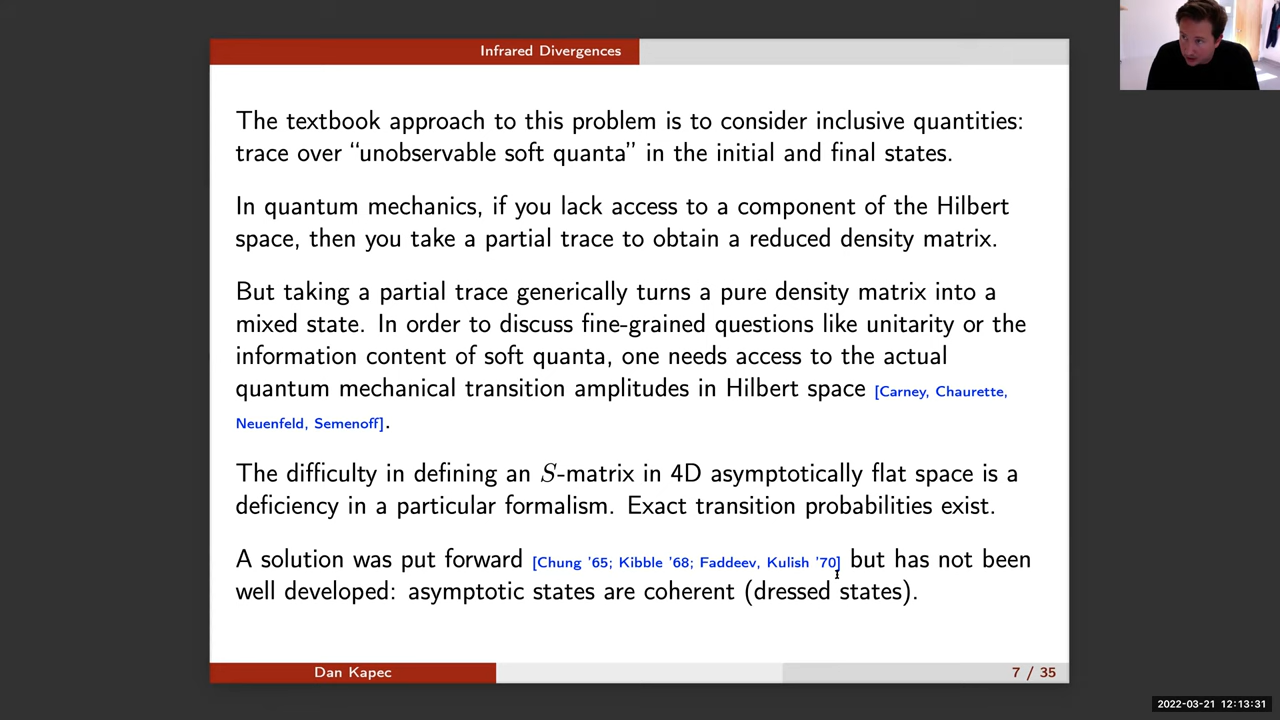 Infrared Divergences
The textbook approach to this problem is to consider inclusive quantities:
trace over “unobservable soft quanta” in the initial and final states.
In quantum mechanics, if you lack access to a component of the Hilbert
space, then you take a partial trace to obtain a reduced density matrix.
But taking a partial trace generically turns a pure density matrix into a
mixed state. In order to discuss fine-grained questions like unitarity or the
information content of soft quanta, one needs access to the actual
quantum mechanical transition amplitudes in Hilbert space [Carney, Chaurette,
Neuenfeld, Semenoff].
The difficulty in defining an S-matrix in 4D asymptotically flat space is a
deficiency in a particular formalism. Exact transition probabilities exist.
A solution was put forward [Chung '65; Kibble '68; Faddeev, Kulish '70] but has not been
well developed: asymptotic states are coherent (dressed states).
Dan Kapec
7 / 35
2022-03-21 12:13:31